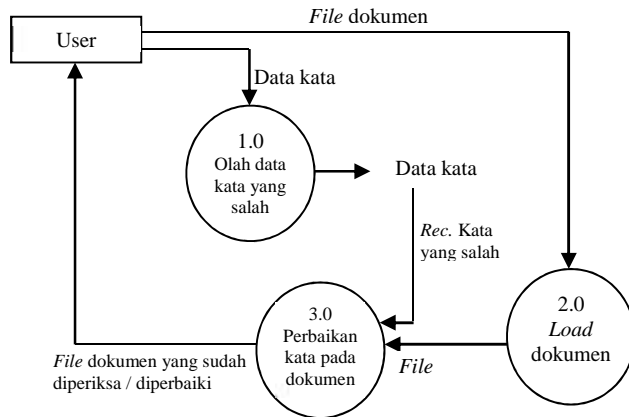 File dokumen
User
Data kata
1.0
Olah data
kata yang
salah
Data kata
Rec. Kata
yang salah
2.0
Load
dokumen
3.0
Perbaikan
kata pada
dokumen
File
File dokumen yang sudah
diperiksa / diperbaiki